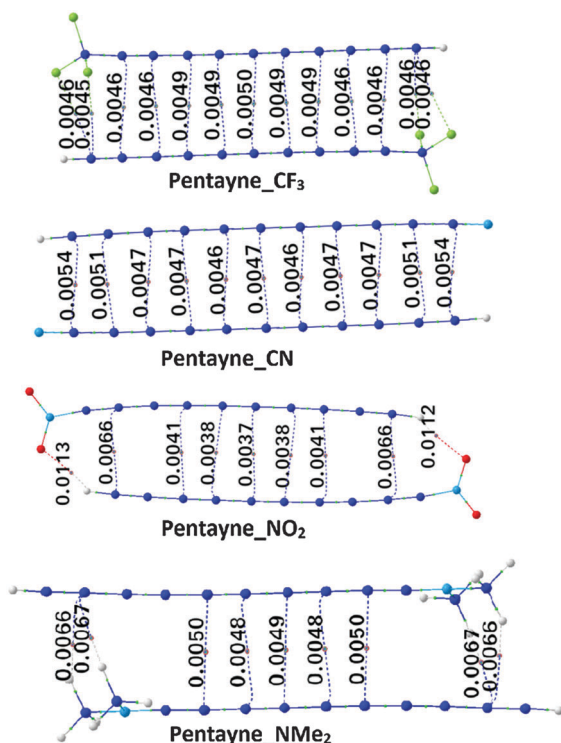 0.0046 0.0045 0.0046 0.0046 0.0049 0.0049 0.0050 0.0049 0.0049 0.0046 0.0046 0.0046 0.0046
Pentayne_CF₃
0.0054 0.0051 0.0047 0.0047 0.0046 0.0047 0.0046 0.0047 0.0047 0.0051 0.0054
Pentayne_CN
0.0113 0.0066 0.0041 0.0038 0.0037 0.0038 0.0041 0.0066 0.0112
Pentayne_NO₂
0.0066 0.0067 0.0050 0.0048 0.0049 0.0048 0.0050 0.0067 0.0066
Pentayne_NMe₂